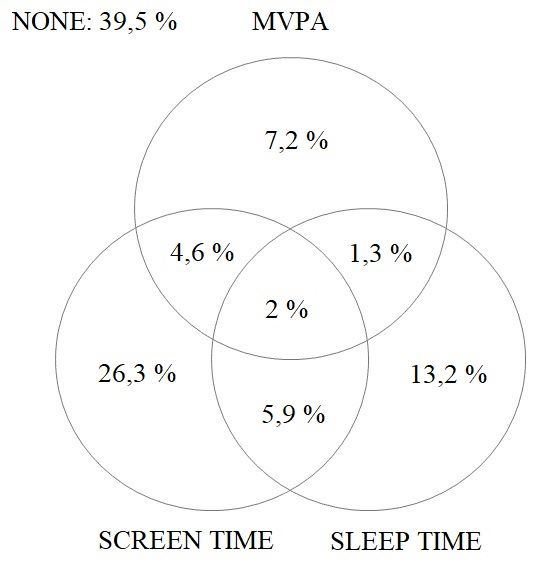 NONE: 39,5 % MVPA
7,2 %
4,6 % 1,3 %
2 %
26,3 % 13,2 %
5,9 %
SCREEN TIME SLEEP TIME